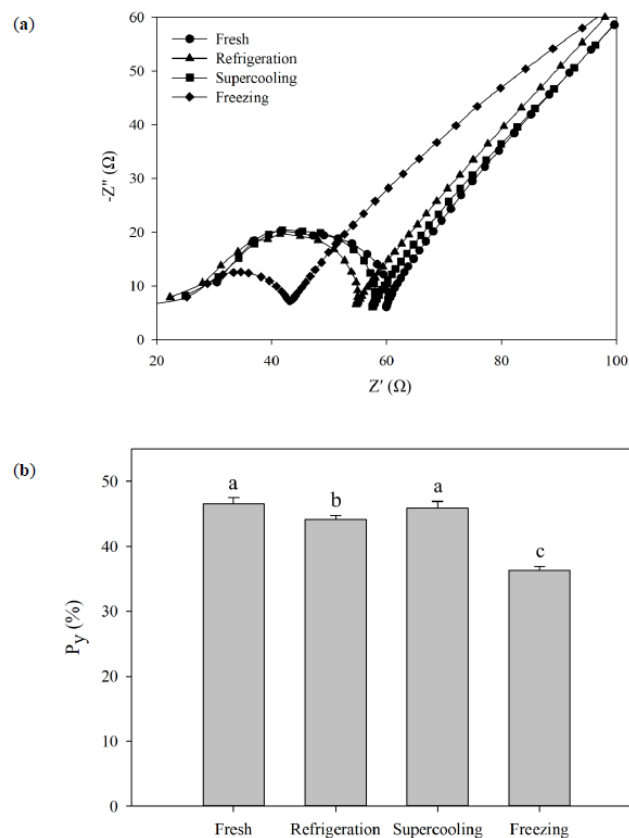 (a)
Fresh
Refrigeration
Supercooling
Freezing
-Z" (Ω)
60
50
40
30
20
10
0
20 40 60 80 100
Z' (Ω)
(b)
a
b
a
c
Py (%)
50
40
30
20
10
0
Fresh Refrigeration Supercooling Freezing